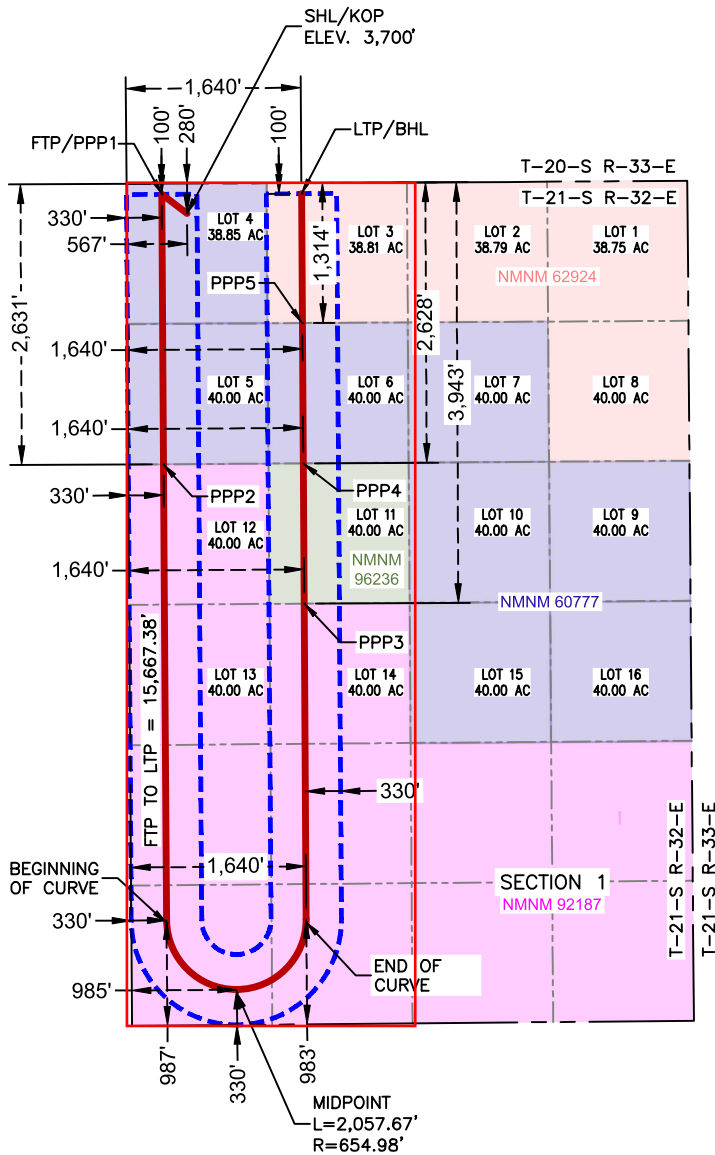 SHL/KOP
ELEV. 3,700'
1,640'
100'
280'
100'
LTP/BHL
FTP/PPP1
T-20-S R-33-E
T-21-S R-32-E
330'
567'
LOT 4
38.85 AC
LOT 3
38.81 AC
LOT 2
38.79 AC
LOT 1
38.75 AC
NMNM 62924
1,314'
PPP5
2,631'
2,628'
3,943'
1,640'
LOT 5
40.00 AC
LOT 6
40.00 AC
LOT 7
40.00 AC
LOT 8
40.00 AC
1,640'
PPP2
PPP4
330'
LOT 12
40.00 AC
LOT 11
40.00 AC
LOT 10
40.00 AC
LOT 9
40.00 AC
NMNM
96236
1,640'
NMNM 60777
PPP3
FTP TO LTP = 15,667.38'
LOT 13
40.00 AC
LOT 14
40.00 AC
LOT 15
40.00 AC
LOT 16
40.00 AC
330'
T-21-S R-32-E
T-21-S R-33-E
1,640'
BEGINNING
OF CURVE
SECTION 1
NMNM 92187
330'
END OF
CURVE
985'
987'
330'
983'
MIDPOINT
L=2,057.67'
R=654.98'